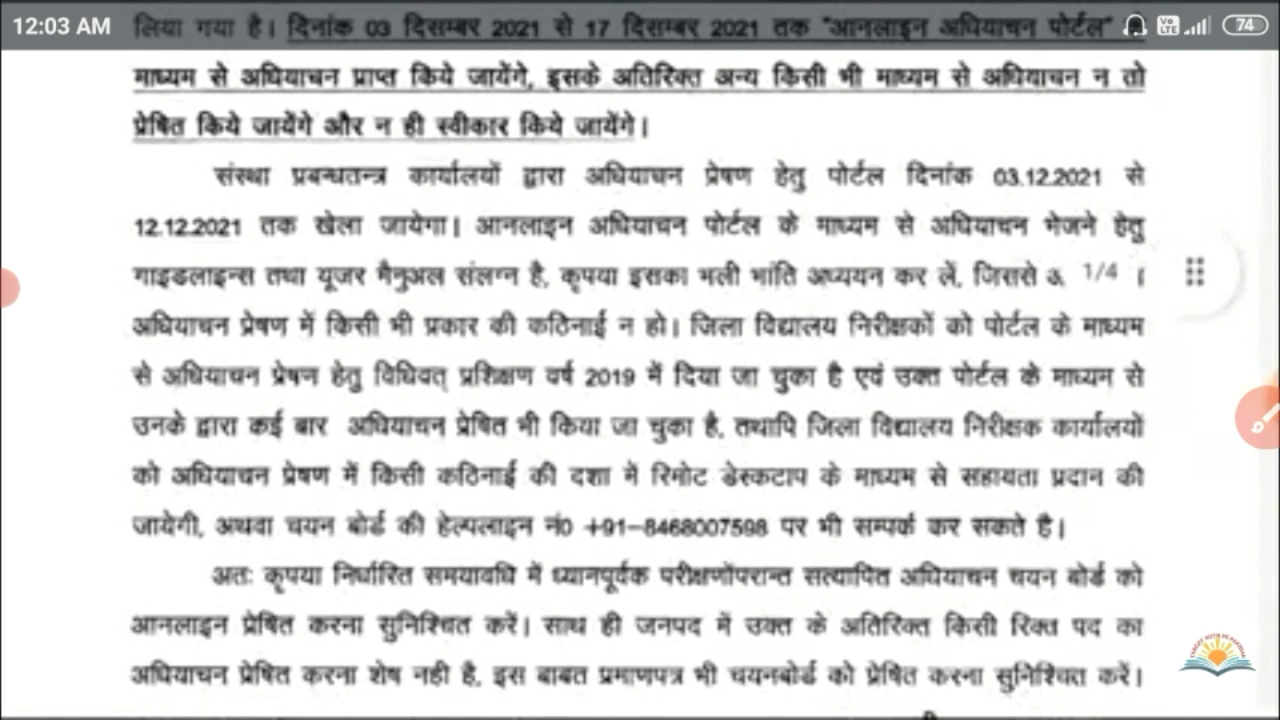 12:03 AM
74
लिया गया है। दिनांक 03 दिसम्बर 2021 से 17 दिसम्बर 2021 तक "आनलाइन अधियाचन पोर्टल"
माध्यम से अधियाचन प्राप्त किये जायेंगे, इसके अतिरिक्त अन्य किसी भी माध्यम से अधियाचन न तो
प्रेषित किये जायेंगे और न ही स्वीकार किये जायेंगे।
संस्था प्रबन्धतन्त्र कार्यालयों द्वारा अधियाचन प्रेषण हेतु पोर्टल दिनांक 03.12.2021 से
12.12.2021 तक खेला जायेगा। आनलाइन अधियाचन पोर्टल के माध्यम से अधियाचन भेजने हेतु
गाइडलाइन्स तथा यूजर मैनुअल संलग्न है, कृपया इसका भली भांति अध्ययन कर लें, जिससे
1/4
अधियाचन प्रेषण में किसी भी प्रकार की कठिनाई न हो। जिला विद्यालय निरीक्षकों को पोर्टल के माध्यम
से अधियाचन प्रेषन हेतु विधिवत् प्रशिक्षण वर्ष 2019 में दिया जा चुका है एवं उक्त पोर्टल के माध्यम से
उनके द्वारा कई बार अधियाचन प्रेषित भी किया जा चुका है, तथापि जिला विद्यालय निरीक्षक कार्यालयों
को अधियाचन प्रेषण में किसी कठिनाई की दशा में रिमोट डेस्कटाप के माध्यम से सहायता प्रदान की
जायेगी, अथवा चयन बोर्ड की हेल्पलाइन नं0 +91-8468007598 पर भी सम्पर्क कर सकते है।
अतः कृपया निर्धारित समयावधि में ध्यानपूर्वक परीक्षणोंपरान्त सत्यापित अधियाचन चयन बोर्ड को
आनलाइन प्रेषित करना सुनिश्चित करें। साथ ही जनपद में उक्त के अतिरिक्त किसी रिक्त पद का
अधियाचन प्रेषित करना शेष नही है, इस बाबत प्रमाणपत्र भी चयनबोर्ड को प्रेषित करना सुनिश्चित करें।